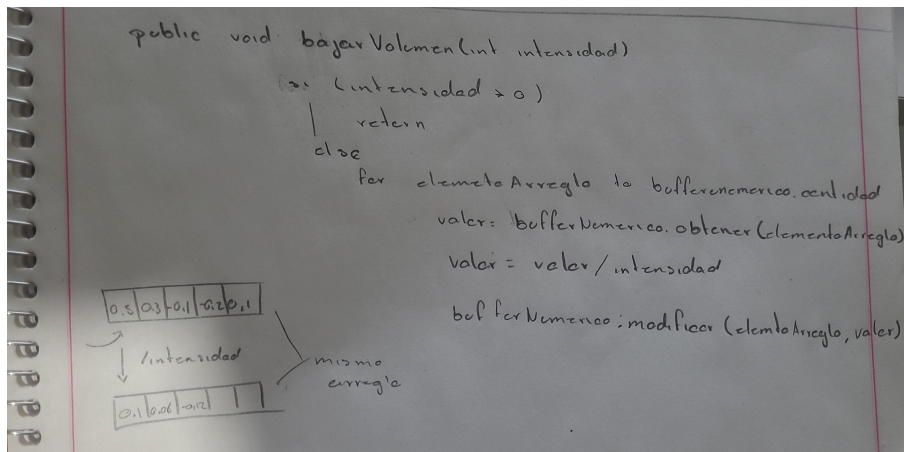 public void bajarVolumen(int intensidad)
si (intensidad > 0)
return
else
for elemetoArreglo to buffernumerico.cantidad
valor = bufferNumerico.obtener(elementoArreglo)
valor = valor/intensidad
bufferNumerico.modificar(elemtoArreglo, valor)
0.5 0.3 -0.1 -0.2 0.1
/intensidad
mismo
arreglo
0.1 0.06 -0.12